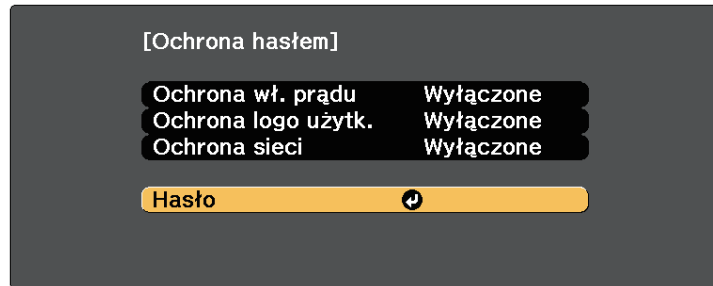 [Ochrona hasłem]
Ochrona wł. prądu Wyłączone
Ochrona logo użytk. Wyłączone
Ochrona sieci Wyłączone
Hasło